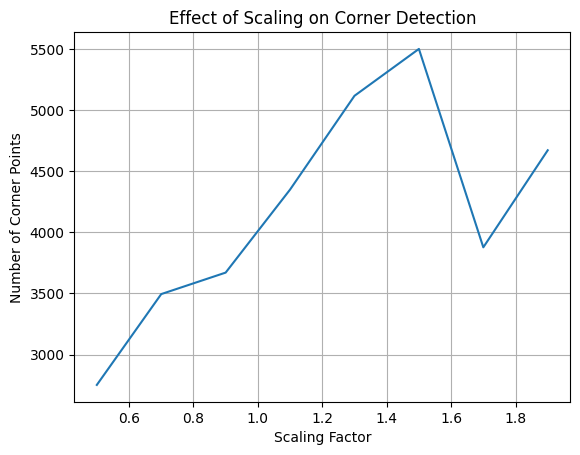 Effect of Scaling on Corner Detection
5500
5000
4500
4000
3500
3000
Number of Corner Points
0.6 0.8 1.0 1.2 1.4 1.6 1.8
Scaling Factor